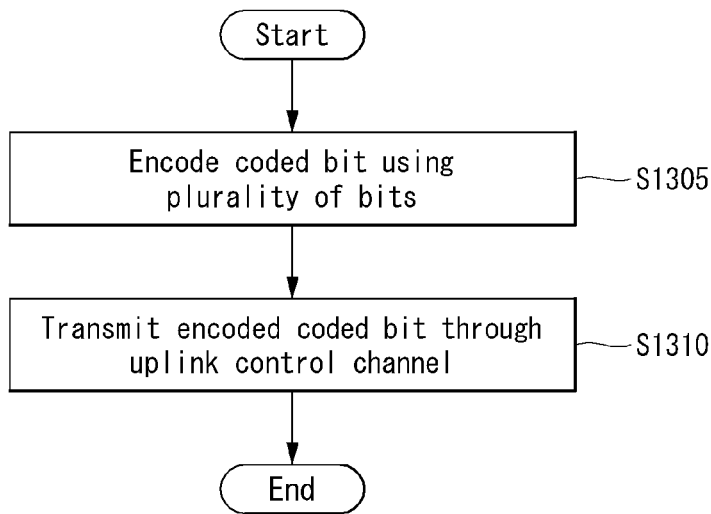 Start
Encode coded bit using
plurality of bits
S1305
Transmit encoded coded bit through
uplink control channel
S1310
End